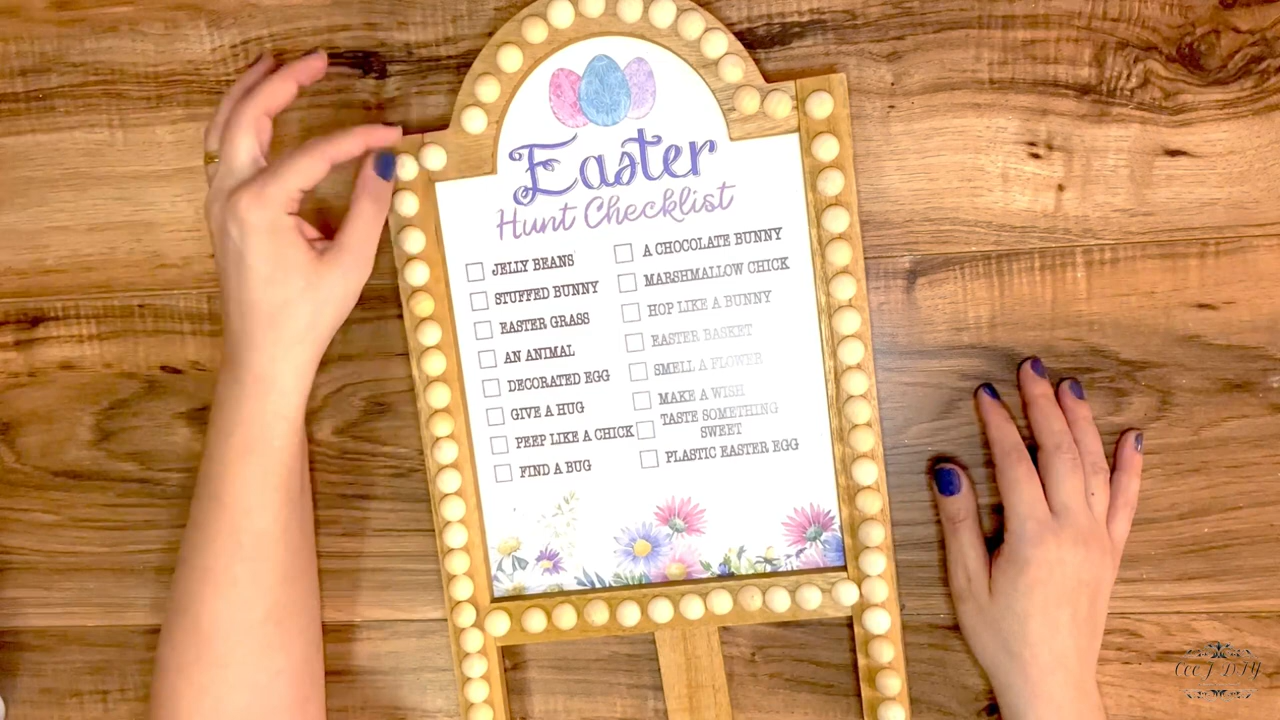 Easter
Hunt Checklist
JELLY BEANS
STUFFED BUNNY
EASTER GRASS
AN ANIMAL
DECORATED EGG
GIVE A HUG
PEEP LIKE A CHICK
FIND A BUG
A CHOCOLATE BUNNY
MARSHMALLOW CHICK
HOP LIKE A BUNNY
EASTER BASKET
SMELL A FLOWER
MAKE A WISH
TASTE SOMETHING
SWEET
PLASTIC EASTER EGG